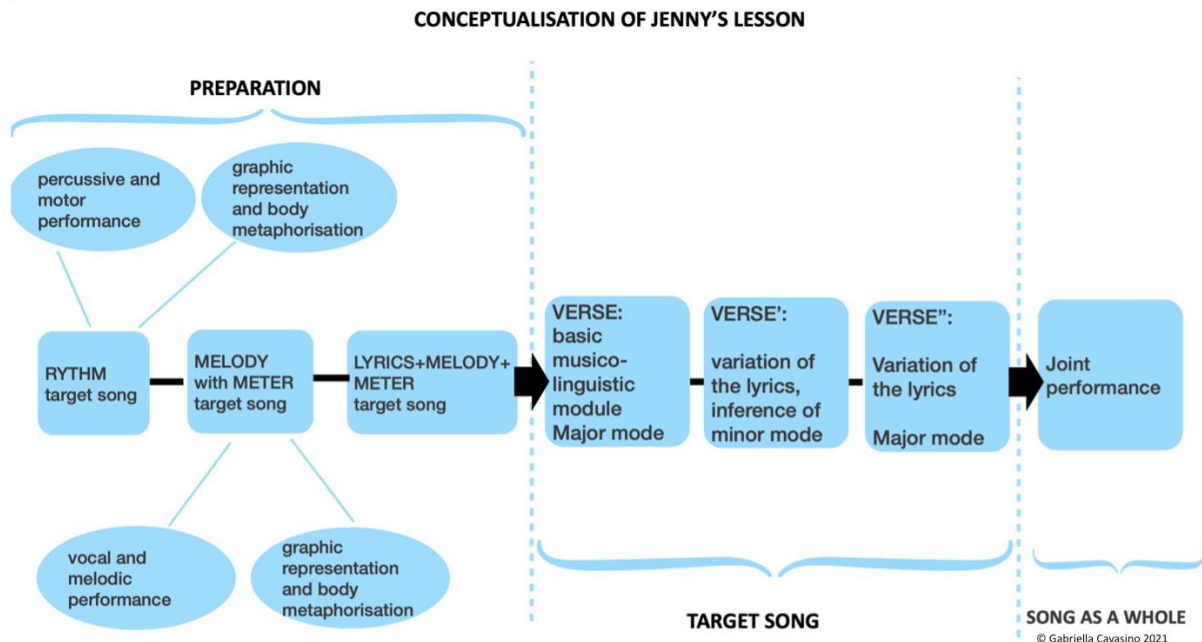 CONCEPTUALISATION OF JENNY'S LESSON
PREPARATION
percussive and
motor
performance
graphic
representation
and body
metaphorisation
RYTHM
target song
MELODY
with METER
target song
LYRICS+MELODY+
METER
target song
VERSE:
basic
musico-
linguistic
module
Major mode
VERSE':
variation of
the lyrics,
inference of
minor mode
VERSE”:
Variation of
the lyrics
Major mode
Joint
performance
vocal and
melodic
performance
graphic
representation
and body
metaphorisation
TARGET SONG
SONG AS A WHOLE
© Gabriella Cavasino 2021